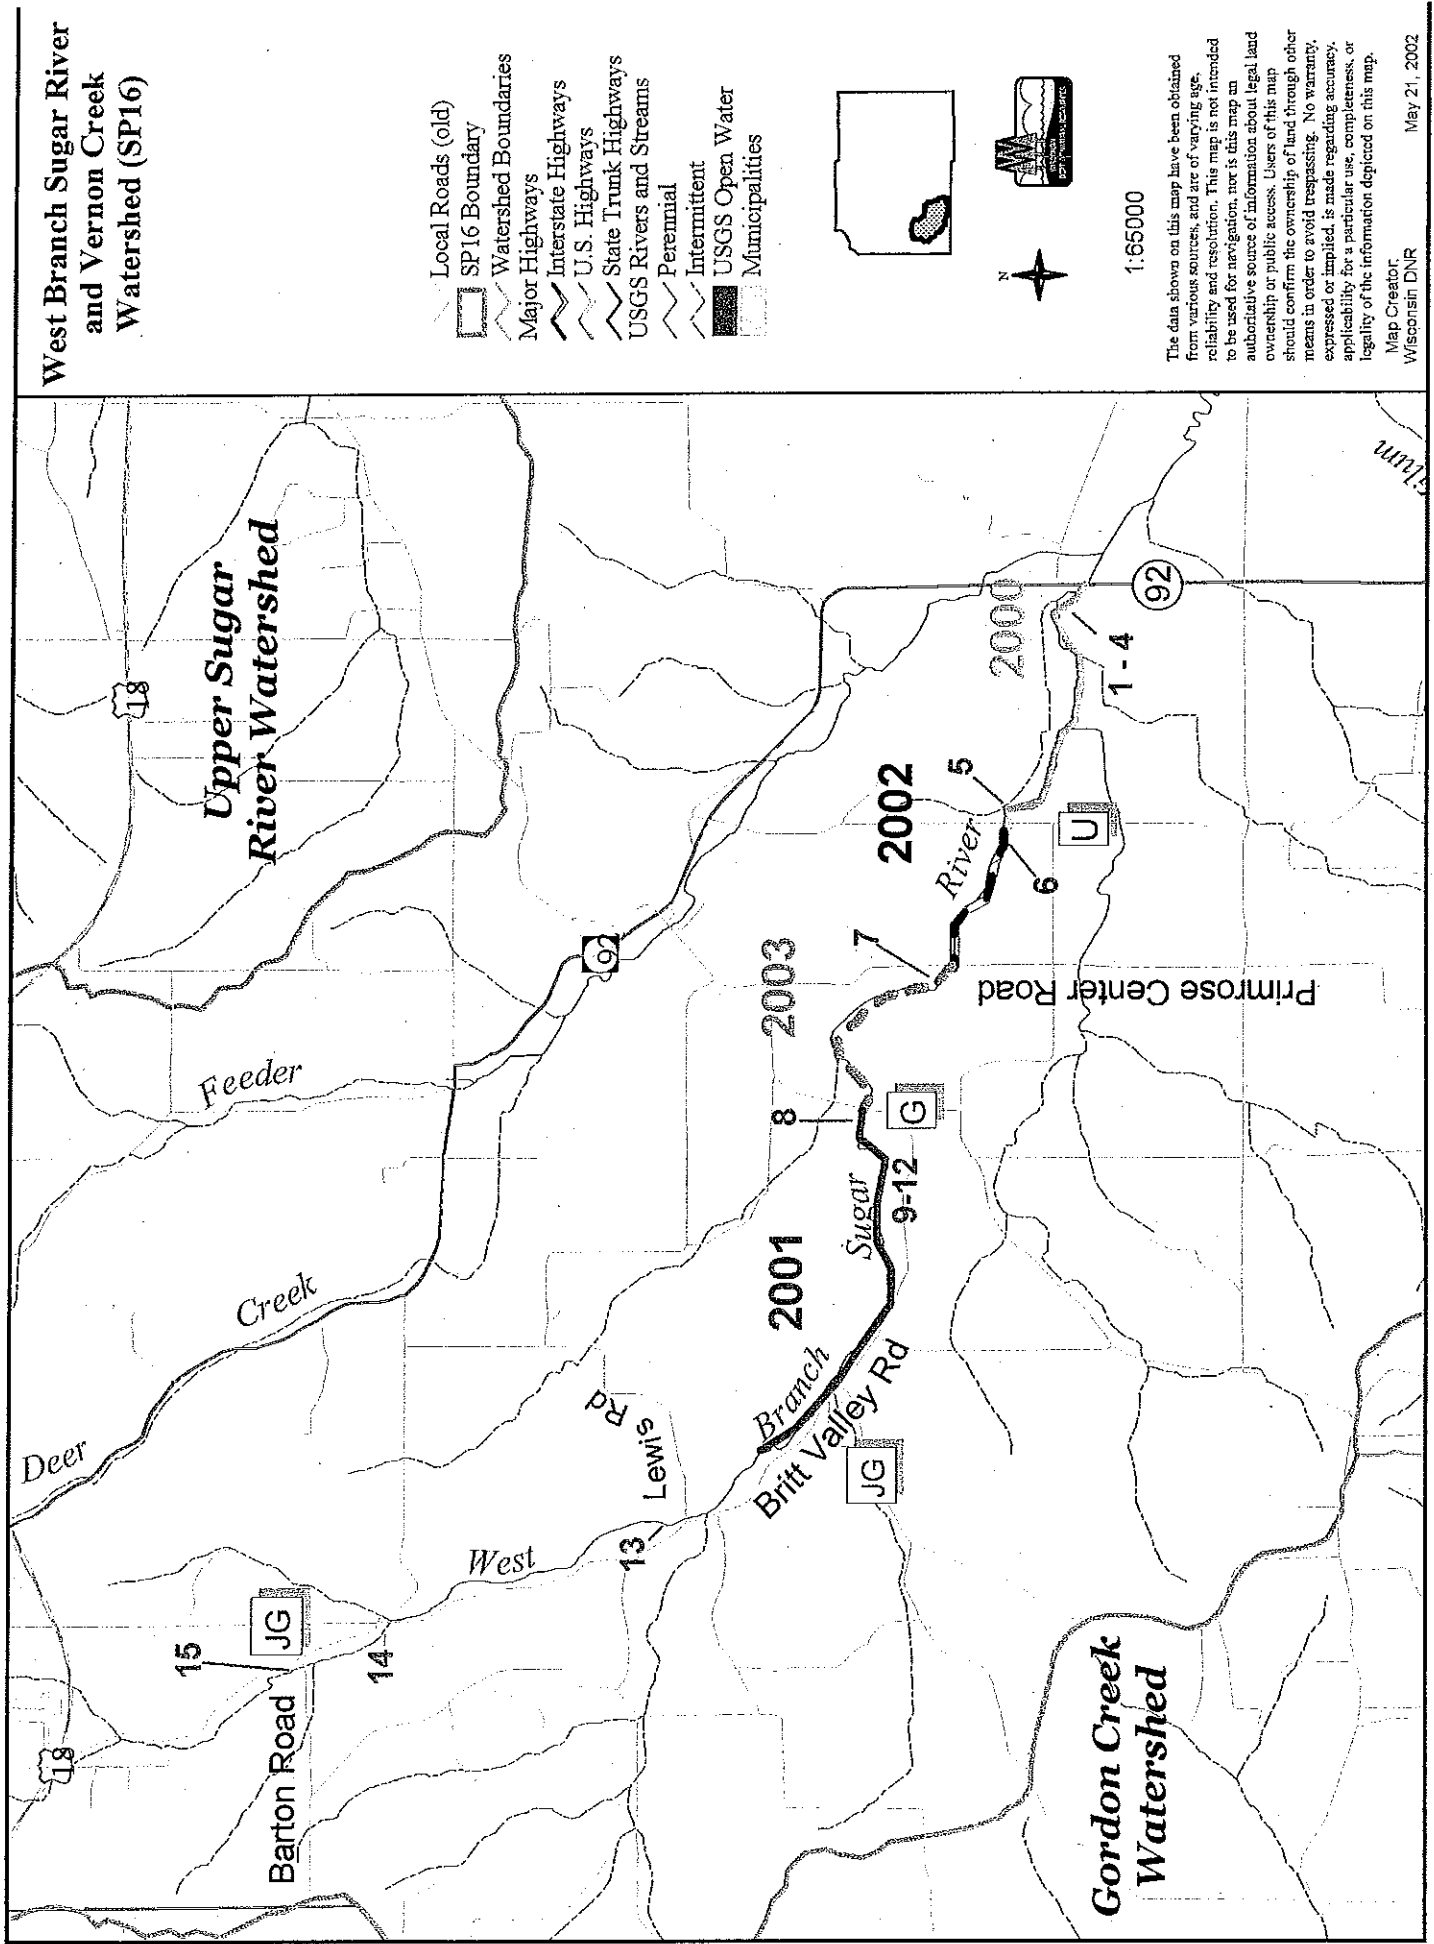 West Branch Sugar River
and Vernon Creek
Watershed (SP16)
Local Roads (old)
SP16 Boundary
Watershed Boundaries
Major Highways
Interstate Highways
U.S. Highways
State Trunk Highways
USGS Rivers and Streams
Perennial
Intermittent
USGS Open Water
Municipalities
N
1:65000
The data shown on this map have been obtained
from various sources, and are of varying age,
reliability and resolution. This map is not intended
to be used for navigation, nor is this map an
authoritative source of information about legal land
ownership or public access. Users of this map
should confirm the ownership of land through other
means in order to avoid trespassing. No warranty,
expressed or implied, is made regarding accuracy,
applicability for a particular use, completeness, or
legality of the information depicted on this map.
Map Creator:
Wisconsin DNR
May 21, 2002
Upper Sugar
River Watershed
18
18
Deer
Creek
Feeder
92
92
15
JG
14
Barton Road
West
13
Lewis
Rd
Branch
Britt Valley Rd
JG
2001
Sugar
9-12
8
G
2003
7
Primrose Center Road
2002
River
5
6
U
2000
1 - 4
Gordon Creek
Watershed